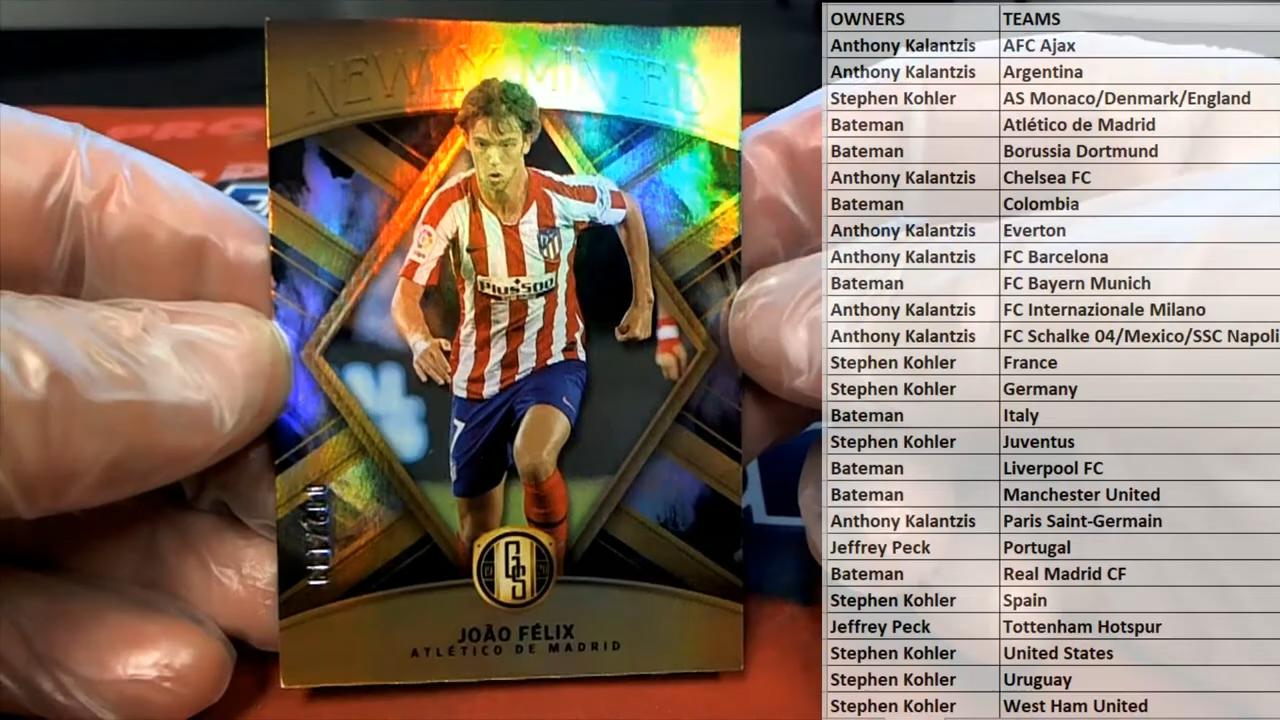 NEWLY MINTED
Plus500
7
GS
JOÃO FÉLIX
ATLÉTICO DE MADRID
OWNERS TEAMS
Anthony Kalantzis AFC Ajax
Anthony Kalantzis Argentina
Stephen Kohler AS Monaco/Denmark/England
Bateman Atlético de Madrid
Bateman Borussia Dortmund
Anthony Kalantzis Chelsea FC
Bateman Colombia
Anthony Kalantzis Everton
Anthony Kalantzis FC Barcelona
Bateman FC Bayern Munich
Anthony Kalantzis FC Internazionale Milano
Anthony Kalantzis FC Schalke 04/Mexico/SSC Napoli
Stephen Kohler France
Stephen Kohler Germany
Bateman Italy
Stephen Kohler Juventus
Bateman Liverpool FC
Bateman Manchester United
Anthony Kalantzis Paris Saint-Germain
Jeffrey Peck Portugal
Bateman Real Madrid CF
Stephen Kohler Spain
Jeffrey Peck Tottenham Hotspur
Stephen Kohler United States
Stephen Kohler Uruguay
Stephen Kohler West Ham United